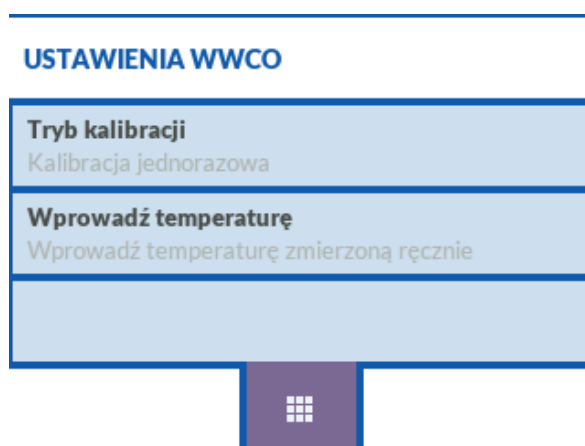 USTAWIENIA WWCO
Tryb kalibracji
Kalibracja jednorazowa
Wprowadź temperaturę
Wprowadź temperaturę zmierzoną ręcznie